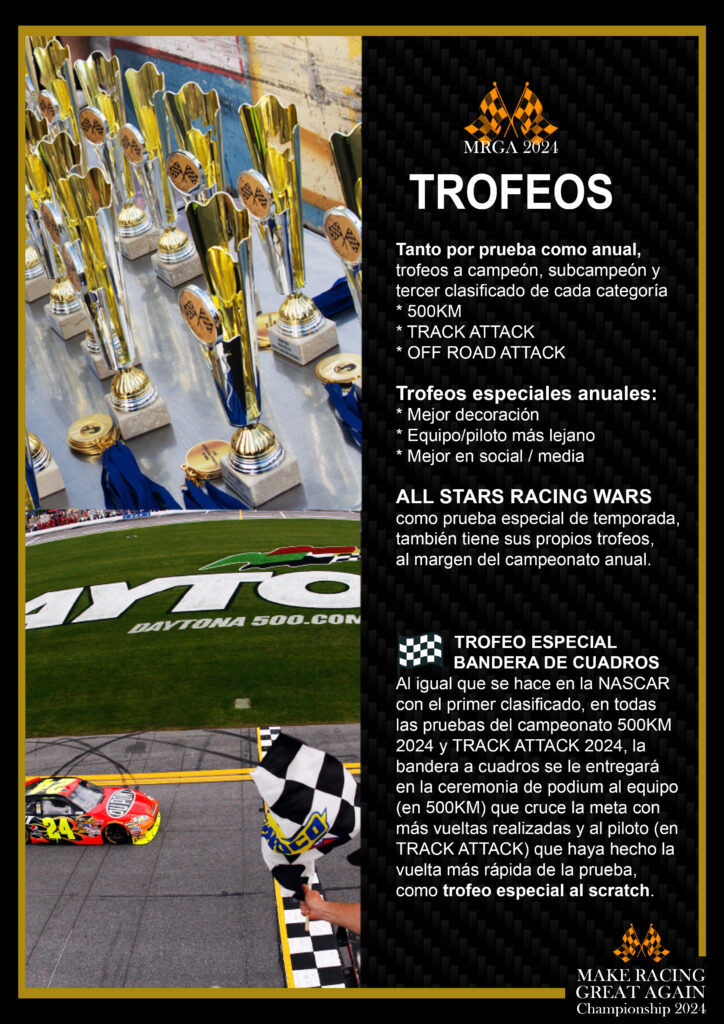 MRGA 2024
TROFEOS
Tanto por prueba como anual,
trofeos a campeón, subcampeón y
tercer clasificado de cada categoría
* 500KM
* TRACK ATTACK
* OFF ROAD ATTACK
Trofeos especiales anuales:
* Mejor decoración
* Equipo/piloto más lejano
* Mejor en social / media
ALL STARS RACING WARS
como prueba especial de temporada,
también tiene sus propios trofeos,
al margen del campeonato anual.
TROFEO ESPECIAL
BANDERA DE CUADROS
Al igual que se hace en la NASCAR
con el primer clasificado, en todas
las pruebas del campeonato 500KM
2024 y TRACK ATTACK 2024, la
bandera a cuadros se le entregará
en la ceremonia de podium al equipo
(en 500KM) que cruce la meta con
más vueltas realizadas y al piloto (en
TRACK ATTACK) que haya hecho la
vuelta más rápida de la prueba,
como trofeo especial al scratch.
AYTO
DAYTONA 500.COM
24
DUPONT
MAKE RACING
GREAT AGAIN
Championship 2024